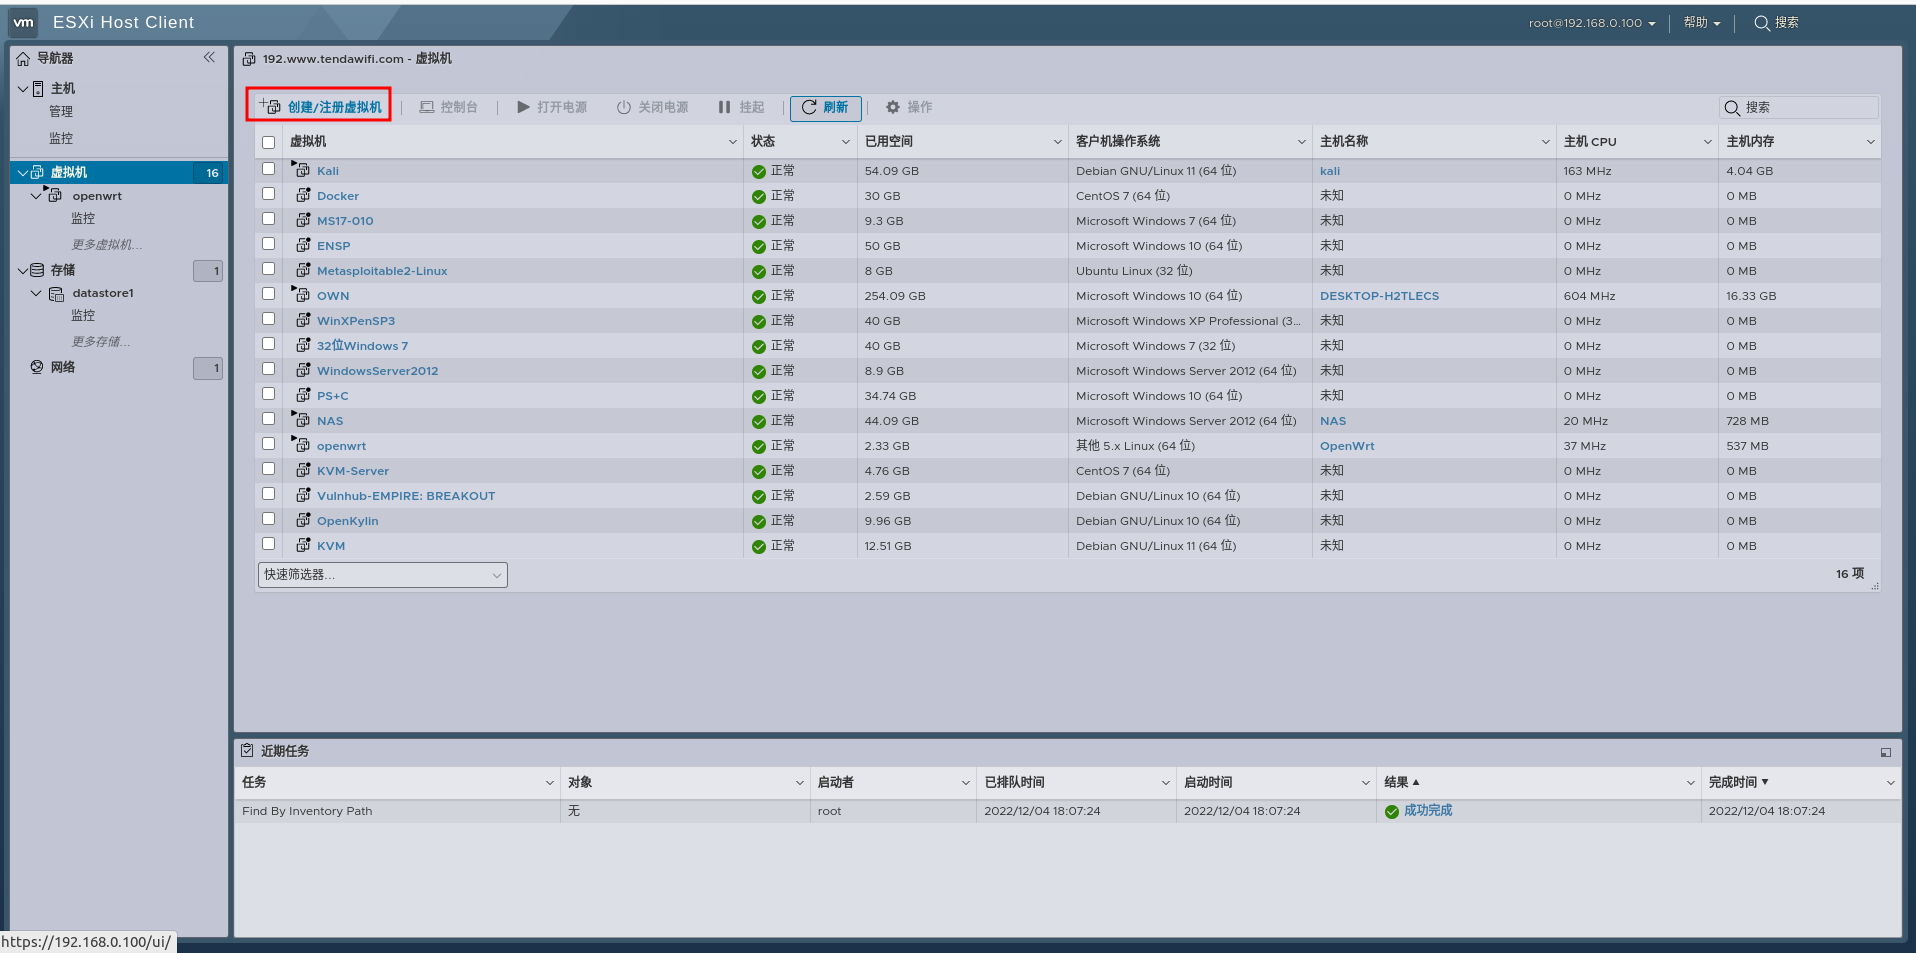 vm ESXi Host Client root@192.168.0.100 帮助 搜索
导航器
主机
管理
监控
虚拟机 16
openwrt
监控
更多虚拟机...
存储 1
datastore1
监控
更多存储...
网络 1
192.www.tendawifi.com - 虚拟机
创建/注册虚拟机 控制台 打开电源 关闭电源 挂起 刷新 操作 搜索
虚拟机 状态 已用空间 客户机操作系统 主机名称 主机 CPU 主机内存
Kali 正常 54.09 GB Debian GNU/Linux 11 (64 位) kali 163 MHz 4.04 GB
Docker 正常 30 GB CentOS 7 (64 位) 未知 0 MHz 0 MB
MS17-010 正常 9.3 GB Microsoft Windows 7 (64 位) 未知 0 MHz 0 MB
ENSP 正常 50 GB Microsoft Windows 10 (64 位) 未知 0 MHz 0 MB
Metasploitable2-Linux 正常 8 GB Ubuntu Linux (32 位) 未知 0 MHz 0 MB
OWN 正常 254.09 GB Microsoft Windows 10 (64 位) DESKTOP-H2TLECS 604 MHz 16.33 GB
WinXPenSP3 正常 40 GB Microsoft Windows XP Professional (3... 未知 0 MHz 0 MB
32位Windows 7 正常 40 GB Microsoft Windows 7 (32 位) 未知 0 MHz 0 MB
WindowsServer2012 正常 8.9 GB Microsoft Windows Server 2012 (64 位) 未知 0 MHz 0 MB
PS+C 正常 34.74 GB Microsoft Windows 10 (64 位) 未知 0 MHz 0 MB
NAS 正常 44.09 GB Microsoft Windows Server 2012 (64 位) NAS 20 MHz 728 MB
openwrt 正常 2.33 GB 其他 5.x Linux (64 位) OpenWrt 37 MHz 537 MB
KVM-Server 正常 4.76 GB CentOS 7 (64 位) 未知 0 MHz 0 MB
Vulnhub-EMPIRE: BREAKOUT 正常 2.59 GB Debian GNU/Linux 10 (64 位) 未知 0 MHz 0 MB
OpenKylin 正常 9.96 GB Debian GNU/Linux 10 (64 位) 未知 0 MHz 0 MB
KVM 正常 12.51 GB Debian GNU/Linux 11 (64 位) 未知 0 MHz 0 MB
快速筛选器... 16 项
近期任务
任务 对象 启动者 已排队时间 启动时间 结果 完成时间
Find By Inventory Path 无 root 2022/12/04 18:07:24 2022/12/04 18:07:24 成功完成 2022/12/04 18:07:24
https://192.168.0.100/ui/